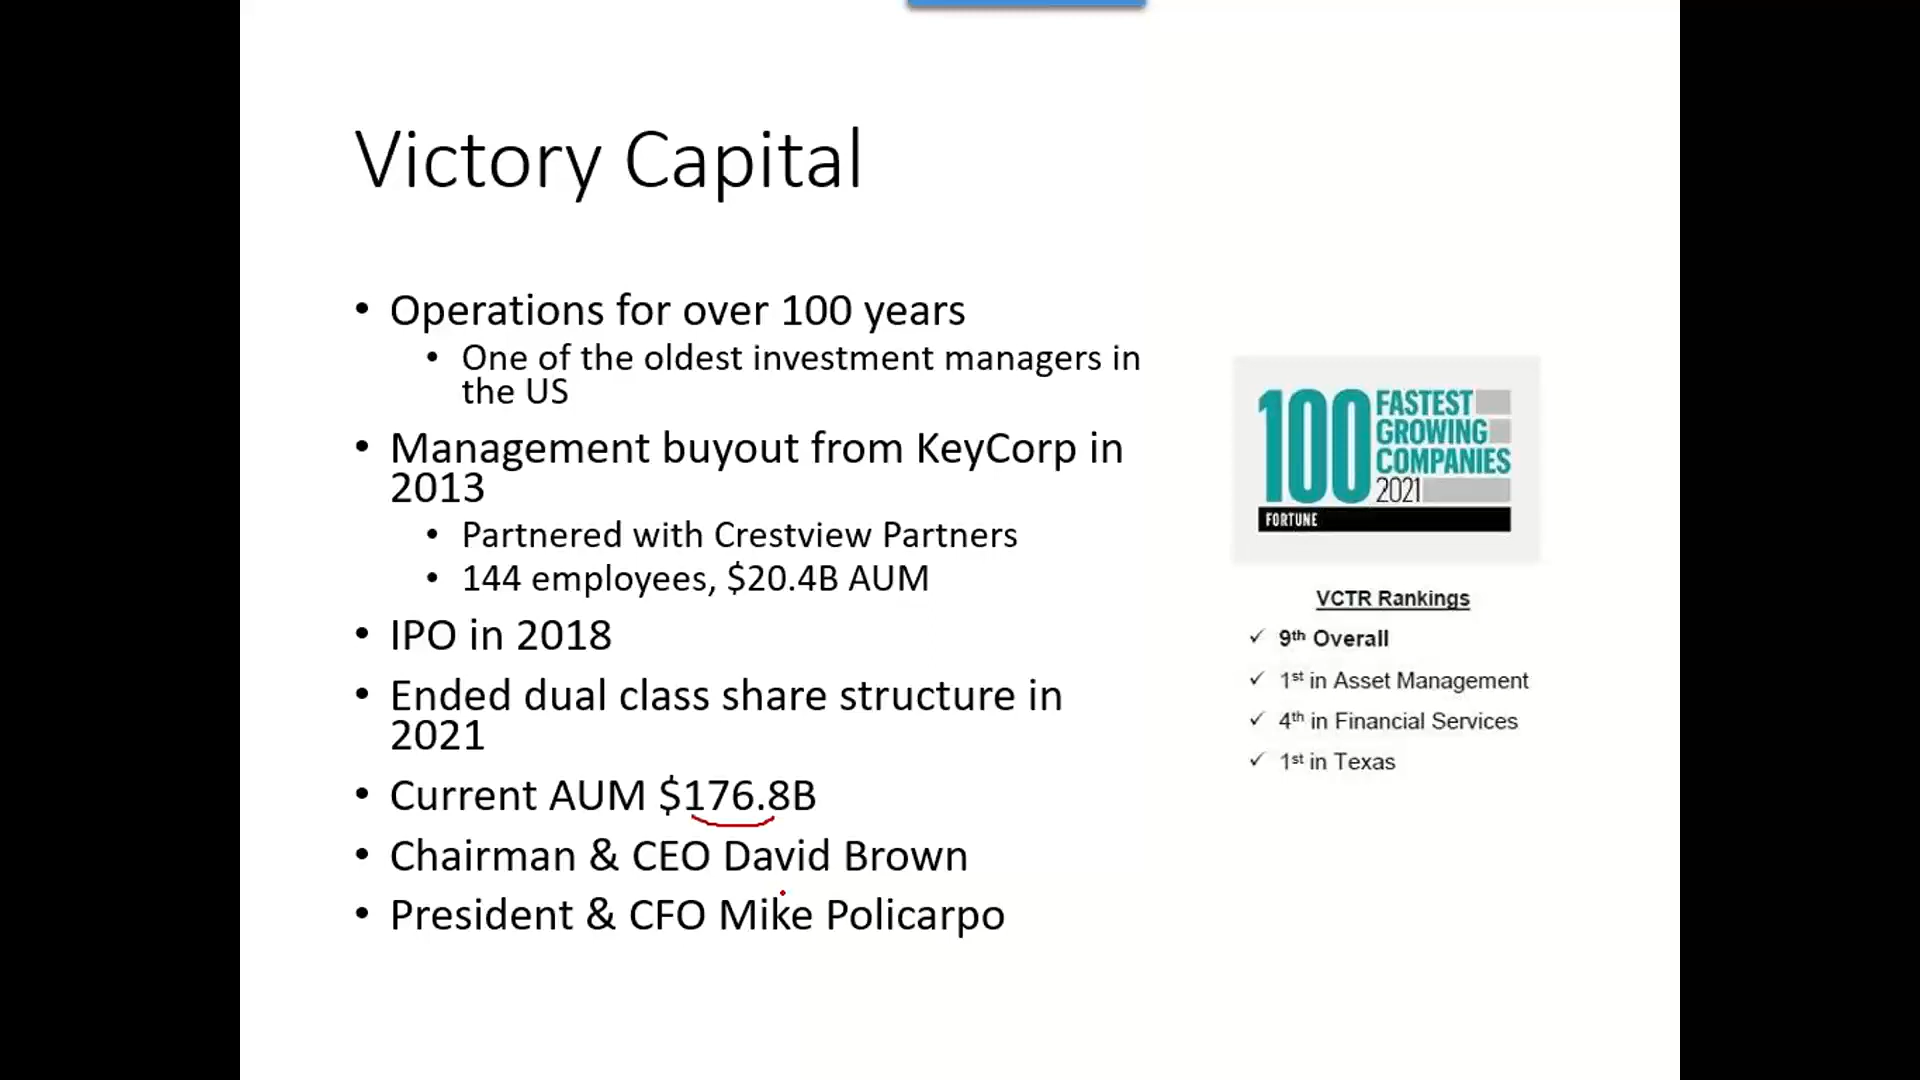 Victory Capital
• Operations for over 100 years
• One of the oldest investment managers in
the US
• Management buyout from KeyCorp in
2013
• Partnered with Crestview Partners
• 144 employees, $20.4B AUM
• IPO in 2018
• Ended dual class share structure in
2021
• Current AUM $176.8B
• Chairman & CEO David Brown
• President & CFO Mike Policarpo
100 FASTEST
GROWING
COMPANIES
2021
FORTUNE
VCTR Rankings
✓ 9th Overall
✓ 1st in Asset Management
✓ 4th in Financial Services
✓ 1st in Texas